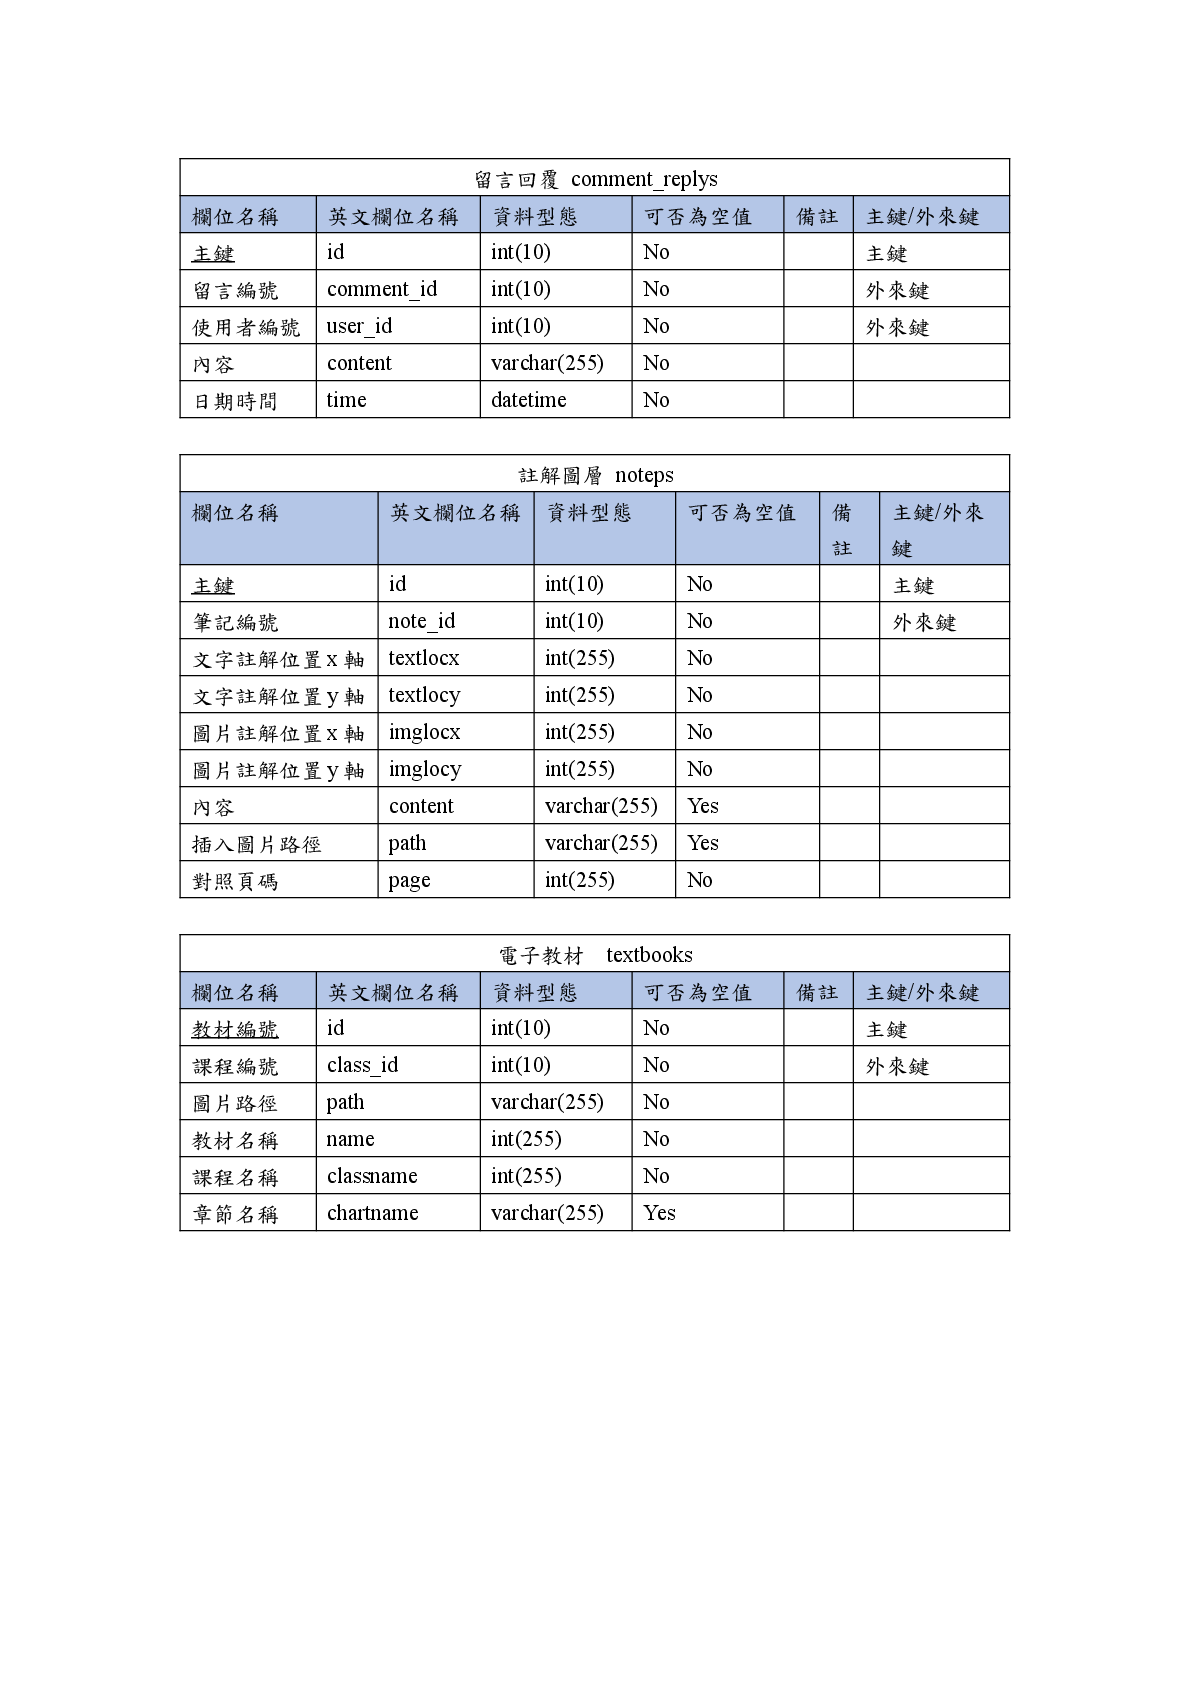 留言回覆 comment_replys
欄位名稱 英文欄位名稱 資料型態 可否為空值 備註 主鍵/外來鍵
主鍵 id int(10) No 主鍵
留言編號 comment_id int(10) No 外來鍵
使用者編號 user_id int(10) No 外來鍵
內容 content varchar(255) No
日期時間 time datetime No
註解圖層 noteps
欄位名稱 英文欄位名稱 資料型態 可否為空值 備 主鍵/外來
註 鍵
主鍵 id int(10) No 主鍵
筆記編號 note_id int(10) No 外來鍵
文字註解位置 x 軸 textlocx int(255) No
文字註解位置 y 軸 textlocy int(255) No
圖片註解位置 x 軸 imglocx int(255) No
圖片註解位置 y 軸 imglocy int(255) No
內容 content varchar(255) Yes
插入圖片路徑 path varchar(255) Yes
對照頁碼 page int(255) No
電子教材 textbooks
欄位名稱 英文欄位名稱 資料型態 可否為空值 備註 主鍵/外來鍵
教材編號 id int(10) No 主鍵
課程編號 class_id int(10) No 外來鍵
圖片路徑 path varchar(255) No
教材名稱 name int(255) No
課程名稱 classname int(255) No
章節名稱 chartname varchar(255) Yes